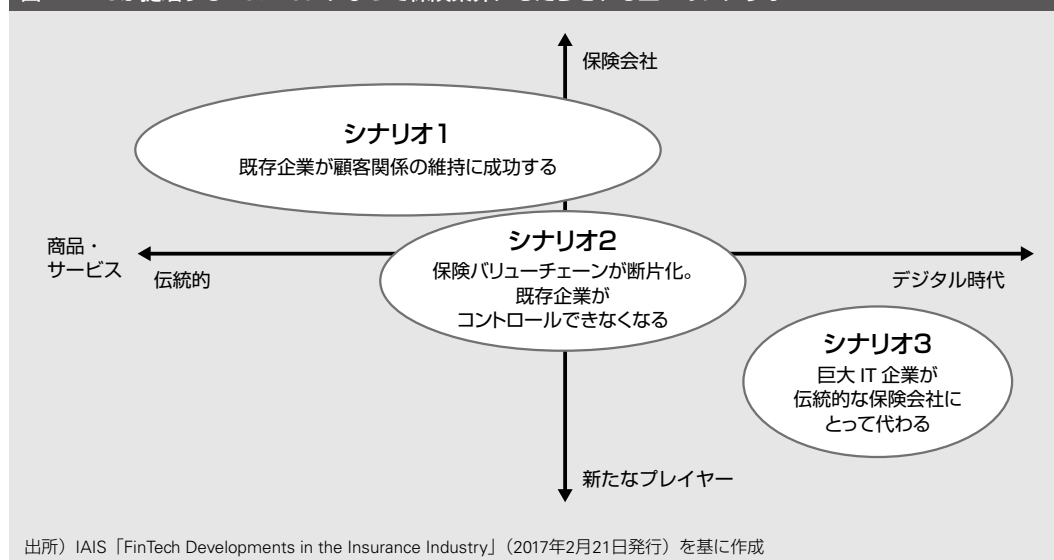 保険会社
シナリオ1
既存企業が顧客関係の維持に成功する
商品・
サービス
伝統的
シナリオ2
保険バリューチェーンが断片化。
既存企業が
コントロールできなくなる
デジタル時代
シナリオ3
巨大 IT 企業が
伝統的な保険会社に
とって代わる
新たなプレイヤー
出所）IAIS「FinTech Developments in the Insurance Industry」（2017年2月21日発行）を基に作成